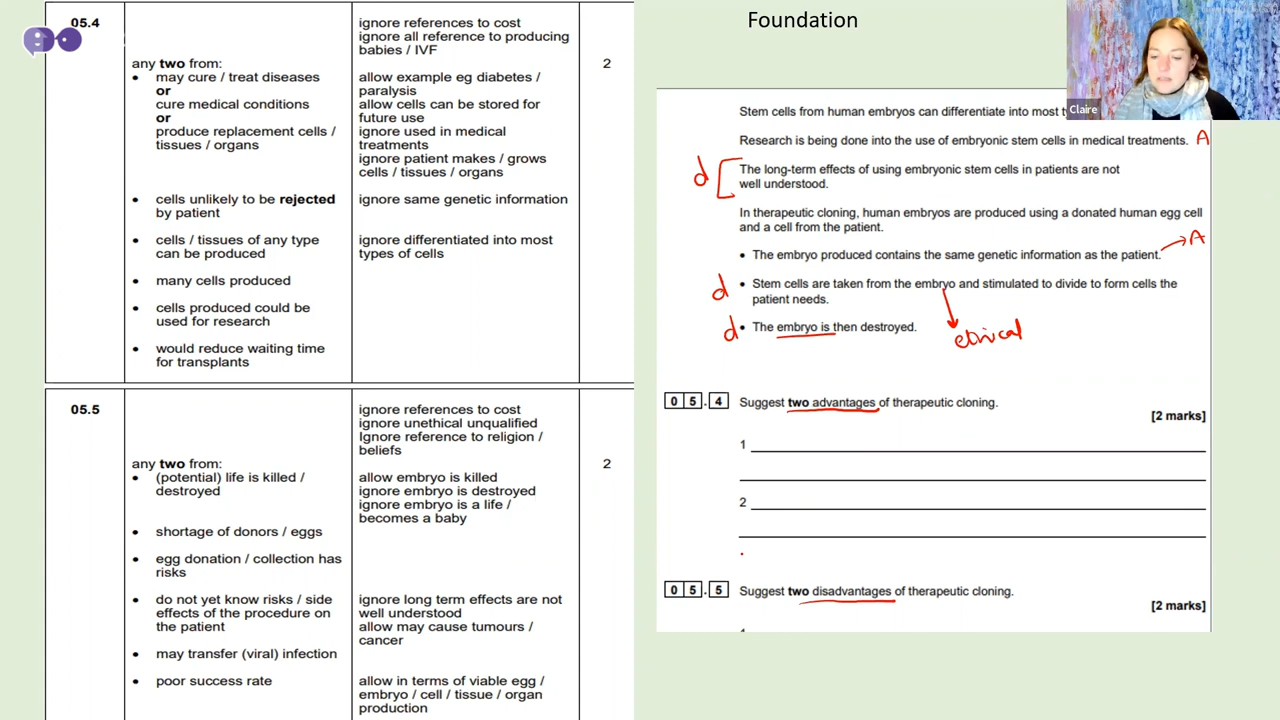 05.4
ignore references to cost
ignore all reference to producing
babies / IVF
any two from:
2
• may cure / treat diseases
or
cure medical conditions
or
produce replacement cells /
tissues / organs
allow example eg diabetes /
paralysis
allow cells can be stored for
future use
ignore used in medical
treatments
ignore patient makes / grows
cells / tissues / organs
• cells unlikely to be rejected
by patient
ignore same genetic information
• cells / tissues of any type
can be produced
ignore differentiated into most
types of cells
• many cells produced
• cells produced could be
used for research
• would reduce waiting time
for transplants
05.5
ignore references to cost
ignore unethical unqualified
Ignore reference to religion /
beliefs
any two from:
2
• (potential) life is killed /
destroyed
allow embryo is killed
ignore embryo is destroyed
ignore embryo is a life /
becomes a baby
• shortage of donors / eggs
• egg donation / collection has
risks
• do not yet know risks / side
effects of the procedure on
the patient
ignore long term effects are not
well understood
allow may cause tumours /
cancer
• may transfer (viral) infection
• poor success rate
allow in terms of viable egg /
embryo / cell / tissue / organ
production
Foundation
Claire
Stem cells from human embryos can differentiate into most
Research is being done into the use of embryonic stem cells in medical treatments. A
d
The long-term effects of using embryonic stem cells in patients are not
well understood.
In therapeutic cloning, human embryos are produced using a donated human egg cell
and a cell from the patient.
• The embryo produced contains the same genetic information as the patient. A
d • Stem cells are taken from the embryo and stimulated to divide to form cells the
patient needs.
d • The embryo is then destroyed.
05.4 Suggest two advantages of therapeutic cloning.
[2 marks]
1
2
05.5 Suggest two disadvantages of therapeutic cloning.
[2 marks]